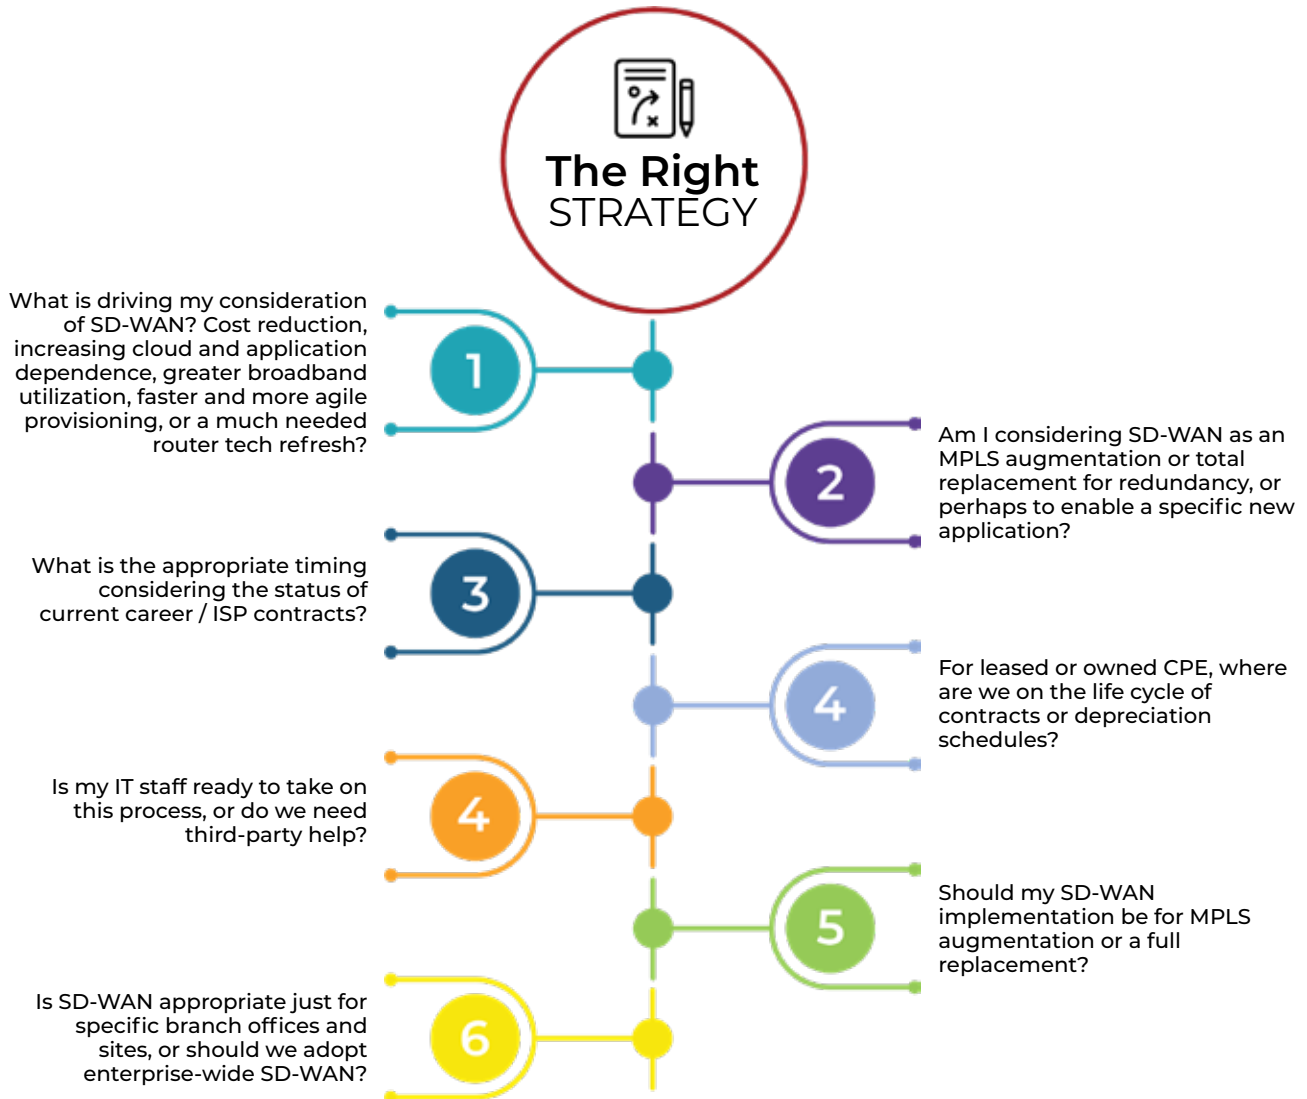 The Right
STRATEGY
What is driving my consideration
of SD-WAN? Cost reduction,
increasing cloud and application
dependence, greater broadband
utilization, faster and more agile
provisioning, or a much needed
router tech refresh?
1
2
Am I considering SD-WAN as an
MPLS augmentation or total
replacement for redundancy, or
perhaps to enable a specific new
application?
What is the appropriate timing
considering the status of
current career / ISP contracts?
3
4
For leased or owned CPE, where
are we on the life cycle of
contracts or depreciation
schedules?
Is my IT staff ready to take on
this process, or do we need
third-party help?
4
5
Should my SD-WAN
implementation be for MPLS
augmentation or a full
replacement?
Is SD-WAN appropriate just for
specific branch offices and
sites, or should we adopt
enterprise-wide SD-WAN?
6